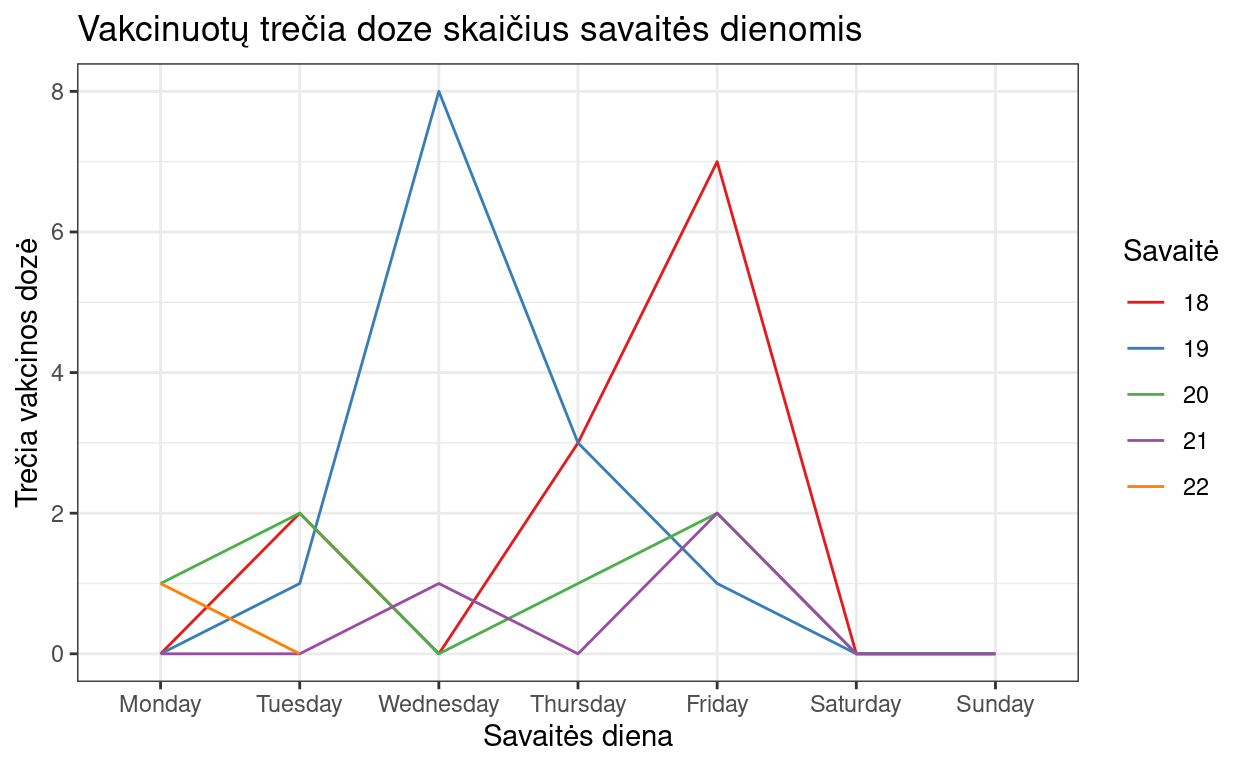 Vakcinuotų trečia doze skaičius savaitės dienomis
Trečia vakcinos dozė
8
6
4
2
0
Monday Tuesday Wednesday Thursday Friday Saturday Sunday
Savaitės diena
Savaitė
18
19
20
21
22